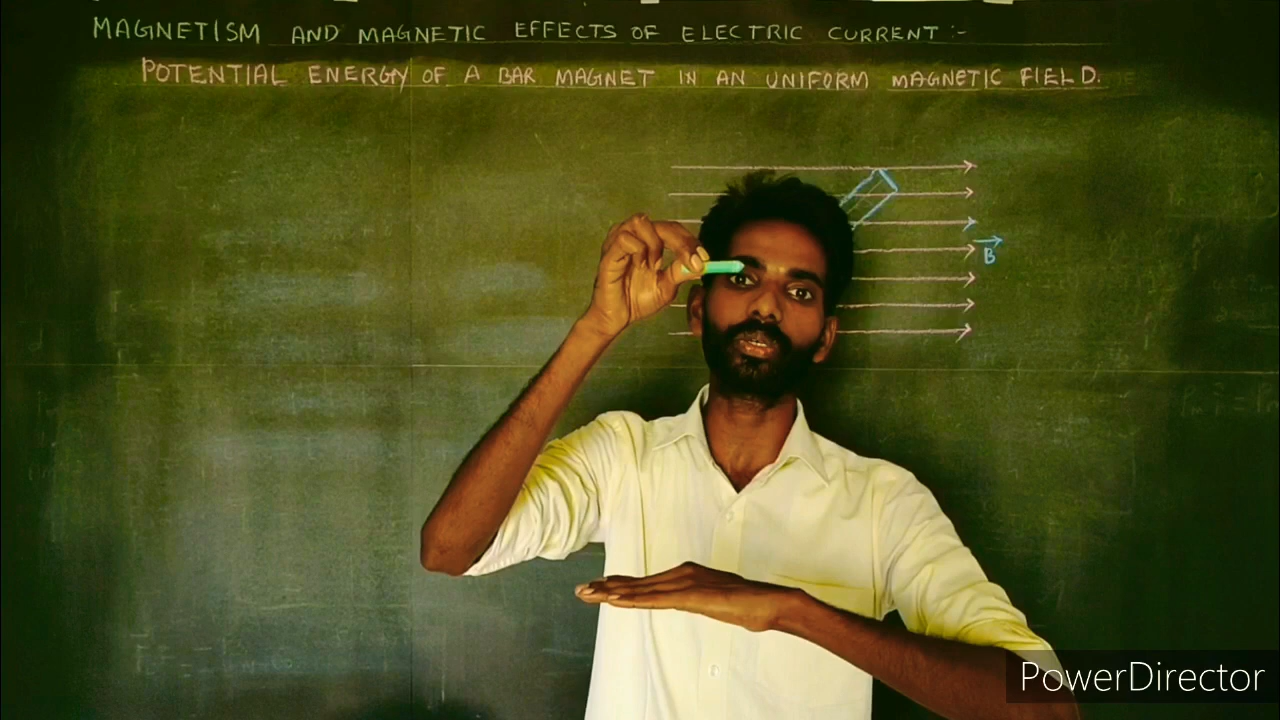 MAGNETISM AND MAGNETIC EFFECTS OF ELECTRIC CURRENT :-
POTENTIAL ENERGY OF A BAR MAGNET IN AN UNIFORM MAGNETIC FIELD.
B
PowerDirector